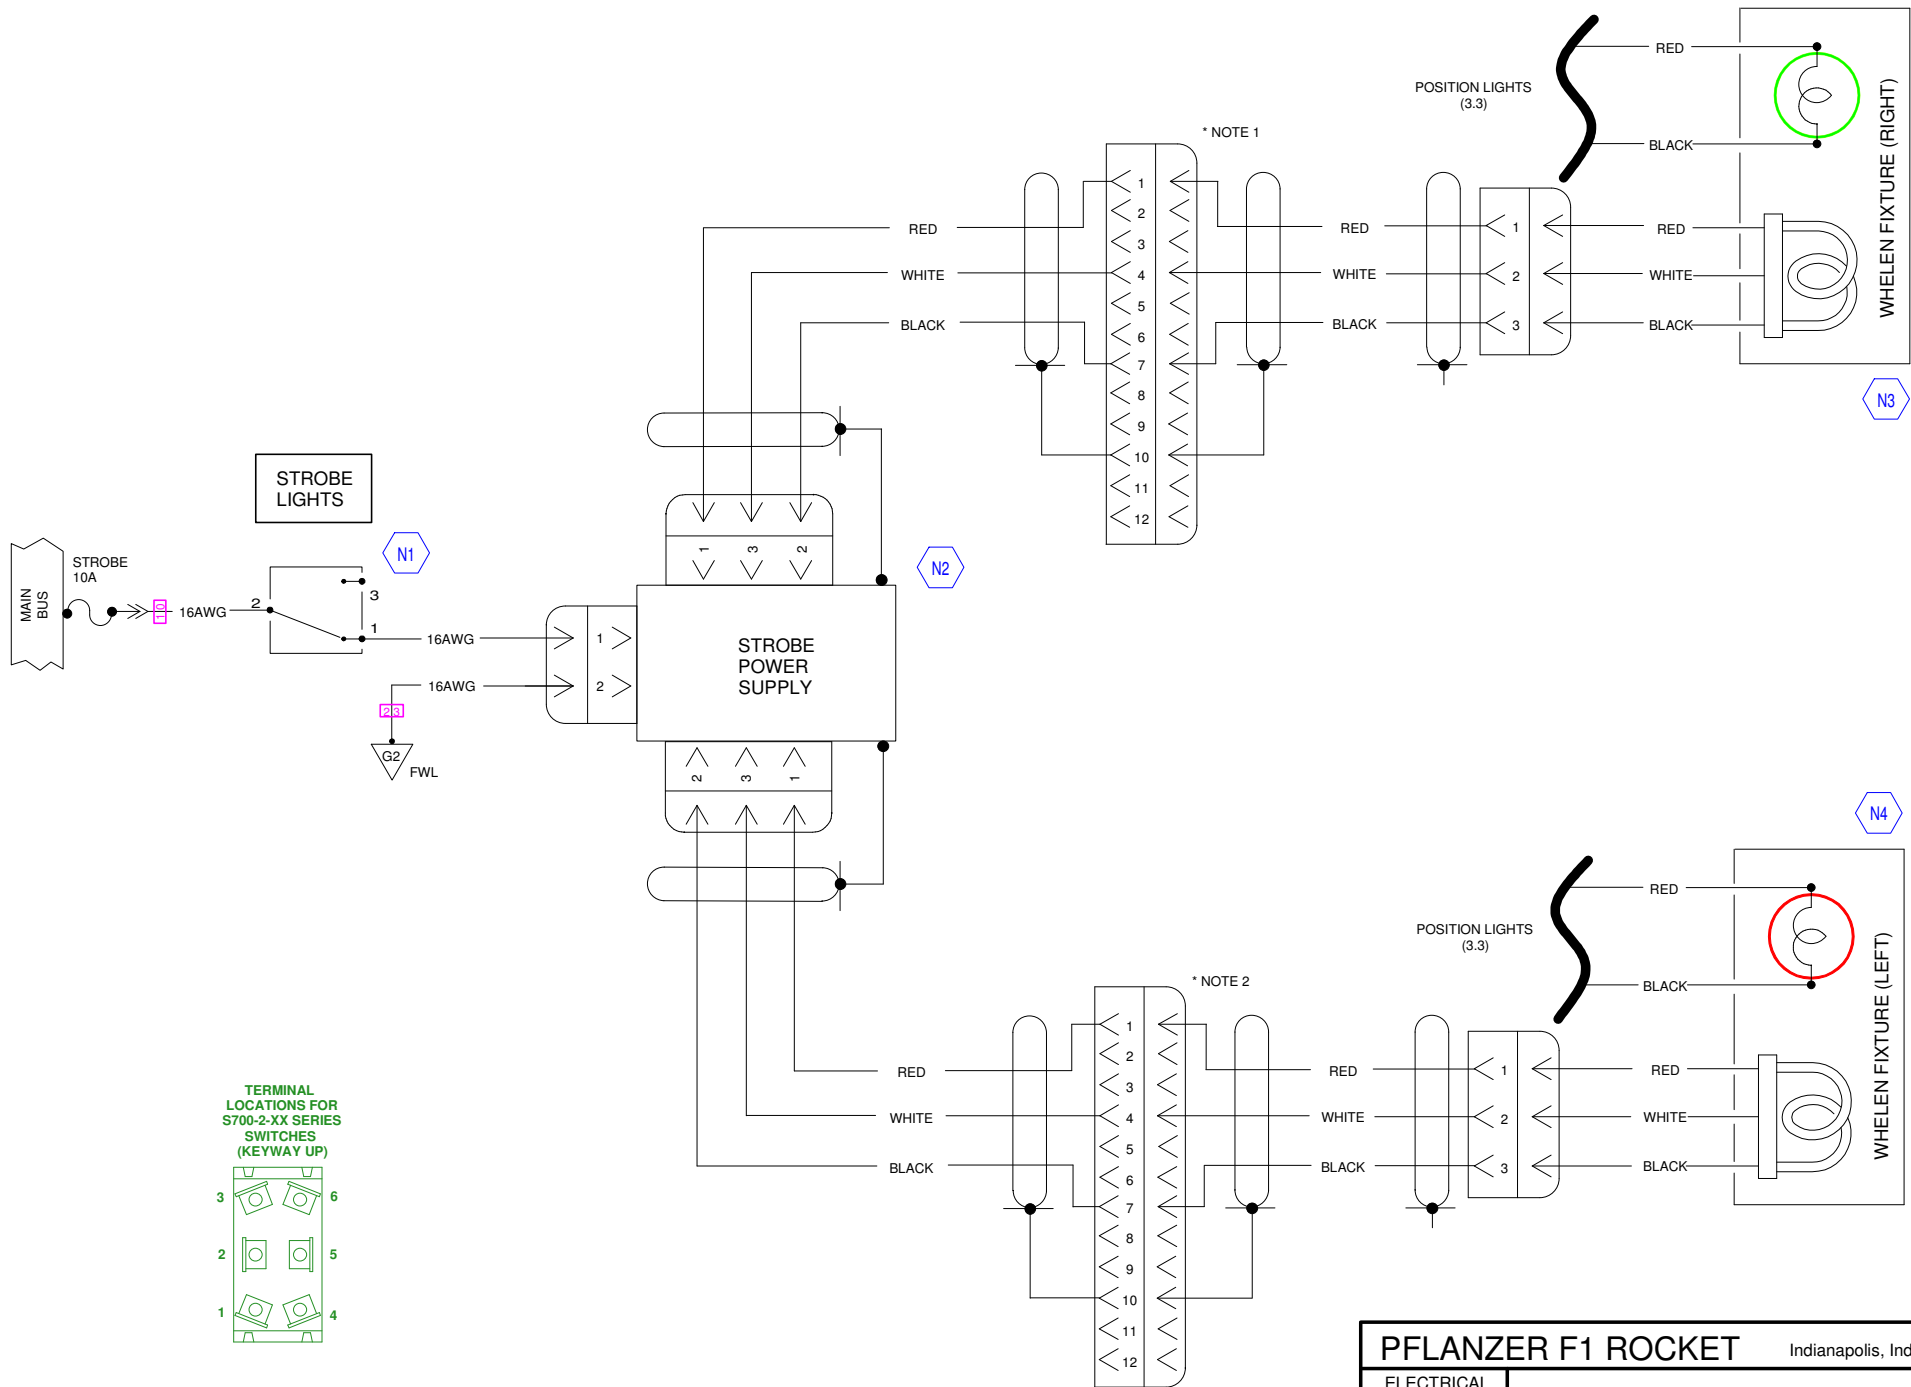 RED
POSITION LIGHTS
(3.3)
BLACK
WHELEN FIXTURE (RIGHT)
* NOTE 1
1
2
3
4
5
6
7
8
9
10
11
12
RED
WHITE
BLACK
RED
WHITE
BLACK
1
2
3
RED
WHITE
BLACK
N3
STROBE
LIGHTS
N1
N2
MAIN
BUS
STROBE
10A
10
16AWG
2
3
1
16AWG
16AWG
23
G2
FWL
1
3
2
1
2
STROBE
POWER
SUPPLY
2
3
1
N4
RED
POSITION LIGHTS
(3.3)
BLACK
WHELEN FIXTURE (LEFT)
* NOTE 2
1
2
3
4
5
6
7
8
9
10
11
12
RED
WHITE
BLACK
RED
WHITE
BLACK
1
2
3
RED
WHITE
BLACK
TERMINAL
LOCATIONS FOR
S700-2-XX SERIES
SWITCHES
(KEYWAY UP)
3
6
2
5
1
4
PFLANZER F1 ROCKET
Indianapolis, Ind
ELECTRICAL